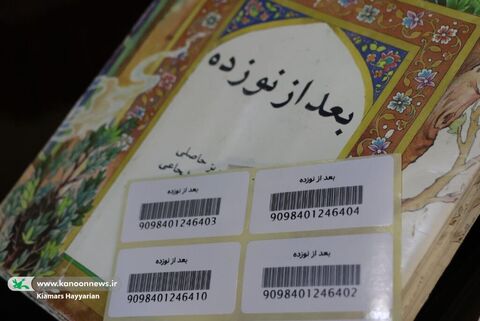 بعد از نوزده
حاصلی
بعد از نوزده
9098401246403
بعد از نوزده
9098401246404
بعد از نوزده
9098401246410
بعد از نوزده
9098401246402
www.kanoonnews.ir
Kiamars Hayyarian